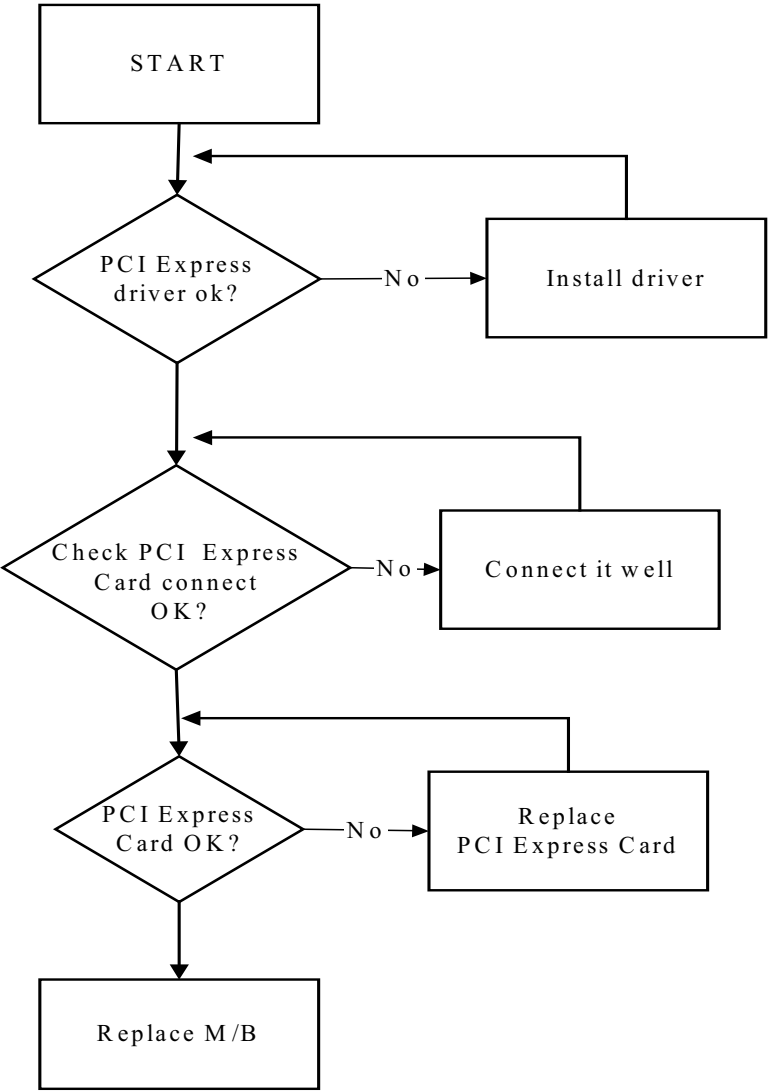 START
PCI Express
driver ok?
No
Install driver
Check PCI Express
Card connect
OK?
No
Connect it well
PCI Express
Card OK?
No
Replace
PCI Express Card
Replace M/B